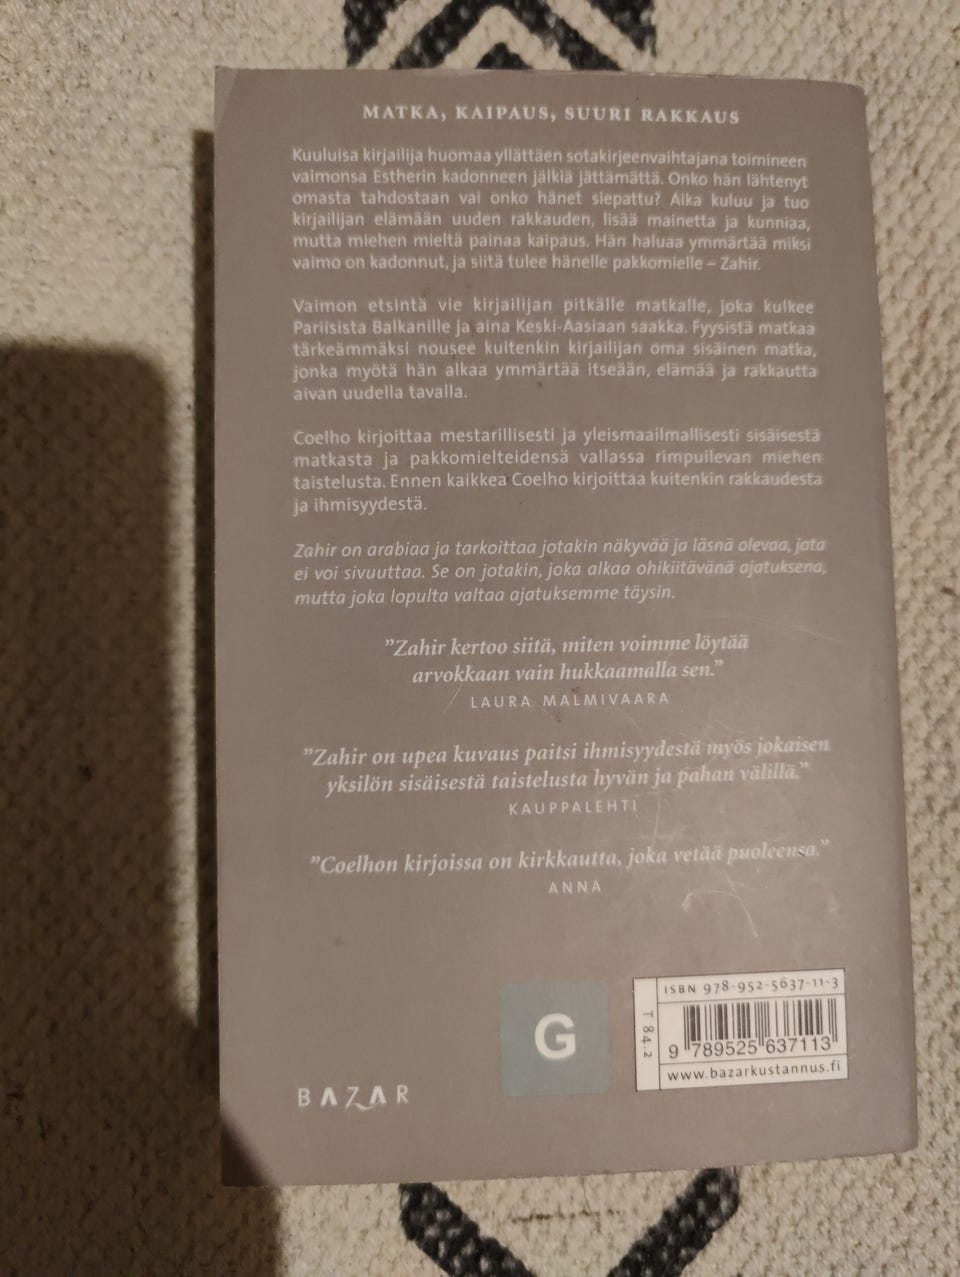 MATKA, KAIPAUS, SUURI RAKKAUS
Kuuluisa kirjailija huomaa yllättäen sotakirjeenvaihtajana toimineen
vaimonsa Estherin kadonneen jälkiä jättämättä. Onko hän lähtenyt
omasta tahdostaan vai onko hänet siepattu? Aika kuluu ja tuo
kirjailijan elämään uuden rakkauden, lisää mainetta ja kunniaa,
mutta miehen mieltä painaa kaipaus. Hän haluaa ymmärtää miksi
vaimo on kadonnut, ja siitä tulee hänelle pakkomielle – Zahir.
Vaimon etsintä vie kirjailijan pitkälle matkalle, joka kulkee
Pariisista Balkanille ja aina Keski-Aasiaan saakka. Fyysistä matkaa
tärkeämmäksi nousee kuitenkin kirjailijan oma sisäinen matka,
jonka myötä hän alkaa ymmärtää itseään, elämää ja rakkautta
aivan uudella tavalla.
Coelho kirjoittaa mestarillisesti ja yleismaailmallisesti sisäisestä
matkasta ja pakkomielteidensä vallassa rimpuilevan miehen
taistelusta. Ennen kaikkea Coelho kirjoittaa kuitenkin rakkaudesta
ja ihmisyydestä.
Zahir on arabiaa ja tarkoittaa jotakin näkyvää ja läsnä olevaa, jota
ei voi sivuuttaa. Se on jotakin, joka alkaa ohikiitävänä ajatuksena,
mutta joka lopulta valtaa ajatuksemme täysin.
”Zahir kertoo siitä, miten voimme löytää
arvokkaan vain hukkaamalla sen.”
LAURA MALMIVAARA
”Zahir on upea kuvaus paitsi ihmisyydestä myös jokaisen
yksilön sisäisestä taistelusta hyvän ja pahan välillä.”
KAUPPALEHTI
”Coelhon kirjoissa on kirkkautta, joka vetää puoleensa.”
ANNA
BAZAR
G
T 84.2
ISBN 978-952-5637-11-3
9 789525 637113
www.bazarkustannus.fi